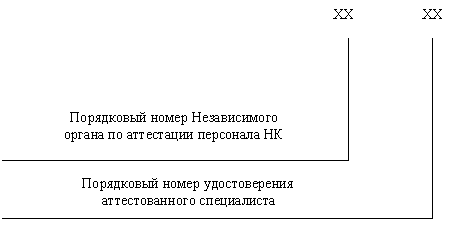 XX XX
Порядковый номер Независимого
органа по аттестации персонала НК
Порядковый номер удостоверения
аттестованного специалиста